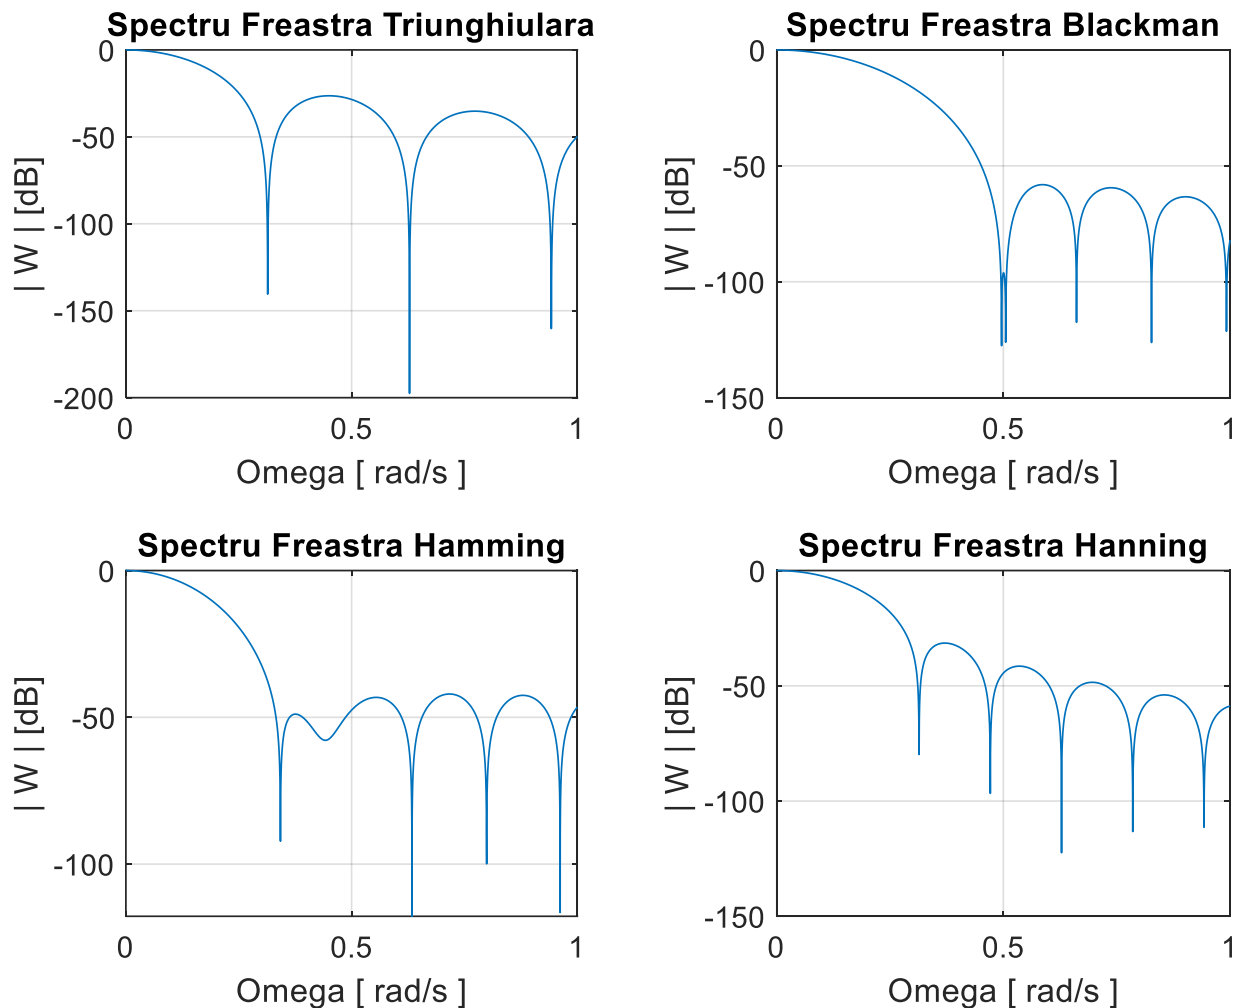 Spectru Freastra Triunghiulara
0
-50
-100
-150
-200
| W | [dB]
0
0.5
1
Omega [ rad/s ]
Spectru Freastra Blackman
0
-50
-100
-150
| W | [dB]
0
0.5
1
Omega [ rad/s ]
Spectru Freastra Hamming
0
-50
-100
| W | [dB]
0
0.5
1
Omega [ rad/s ]
Spectru Freastra Hanning
0
-50
-100
-150
| W | [dB]
0
0.5
1
Omega [ rad/s ]